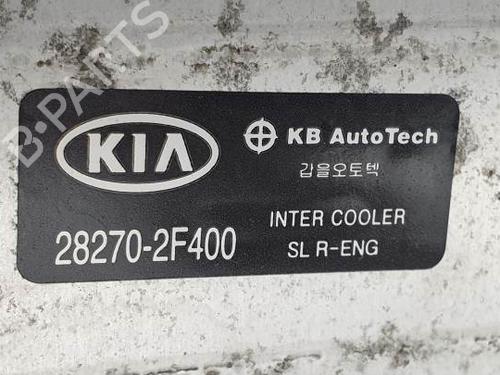 B-PARTS
KIA
KB AutoTech
갑을오토텍
28270-2F400
INTER COOLER
SL R-ENG